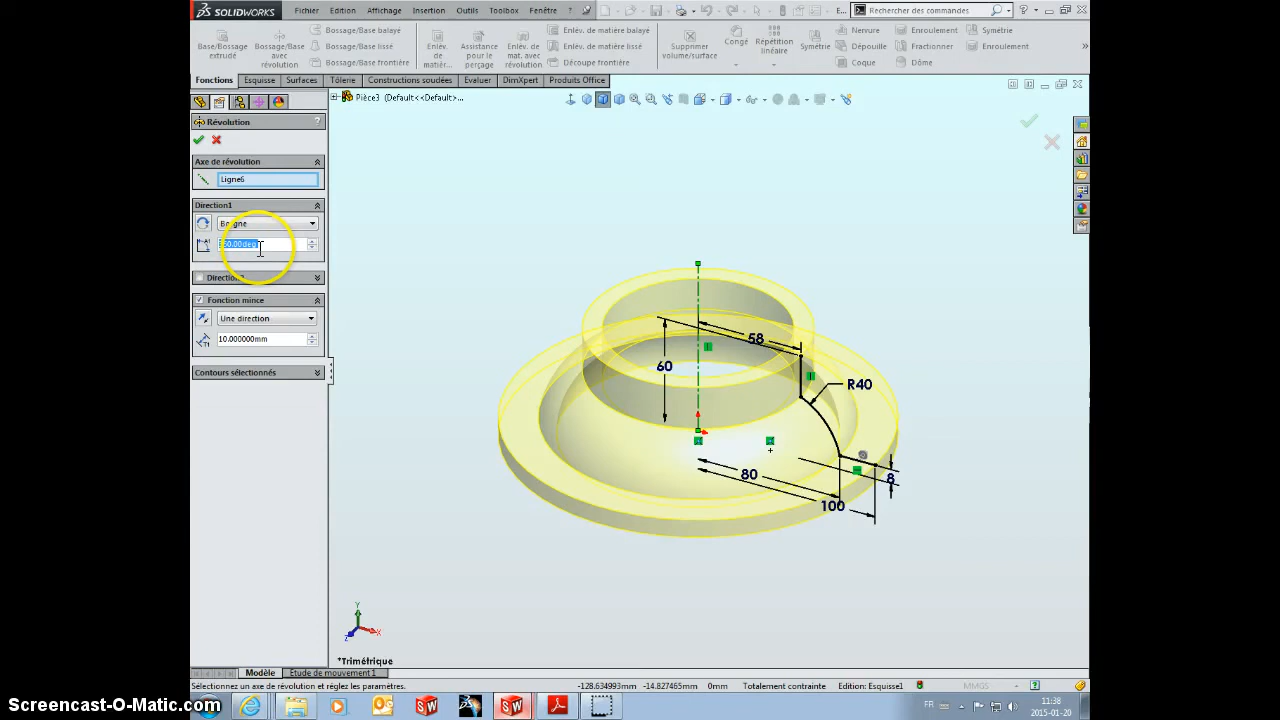 SOLIDWORKS
Fichier Edition Affichage Insertion Outils Toolbox Fenêtre ?
E...
Rechercher des commandes
Base/Bossage extrudé
Bossage/Base avec révolution
Bossage/Base balayé
Bossage/Base lissé
Bossage/Base frontière
Enlèv. de matièr...
Assistance pour le perçage
Enlèv. de mat. avec révolution
Enlèv. de matière balayé
Enlèv. de matière lissé
Découpe frontière
Supprimer volume/surface
Congé
Répétition linéaire
Symétrie
Nervure
Dépouille
Coque
Enroulement
Fractionner
Dôme
Symétrie
Enroulement
Fonctions Esquisse Surfaces Tôlerie Constructions soudées Evaluer DimXpert Produits Office
Pièce3 (Default<<Default>...
Révolution ?
Axe de révolution
Ligne6
Direction1
Borgne
Fonction mince
Une direction
10.000000mm
Contours sélectionnés
58
60
R40
80
8
100
Y
X
Z
*Trimétrique
Modèle Etude de mouvement 1
Sélectionnez un axe de révolution et réglez les paramètres.
-128.634993mm -14.827465mm 0mm Totalement contrainte Edition: Esquisse1 MMGS
FR
11:38
2015-01-20
Screencast-O-Matic.com